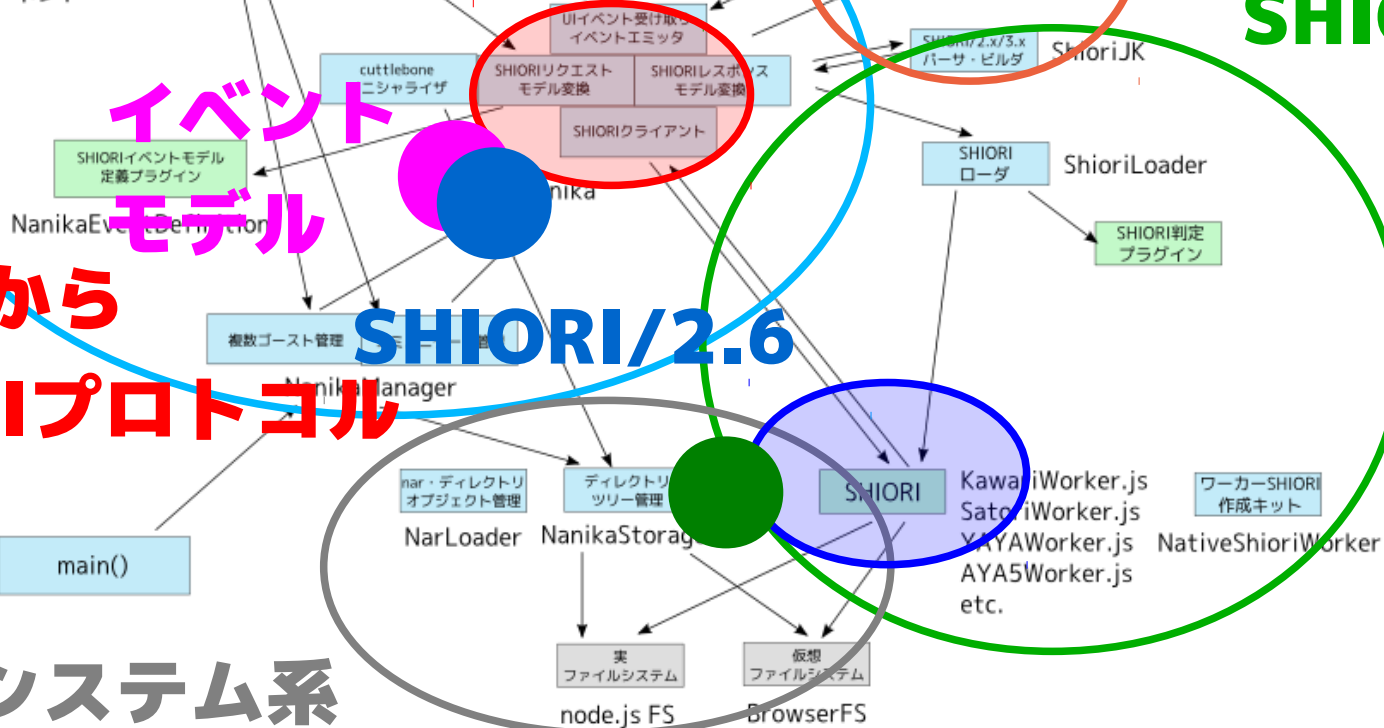 UIイベント受け取り
イベントエミッタ
SHIO
SHIORI/2.x/3.x
パーサ・ビルダ
ShioriJK
cuttlebone
ニシャライザ
SHIORIリクエスト
モデル変換
SHIORIレスポンス
モデル変換
イベント
モデル
SHIORIクライアント
SHIORIイベントモデル
定義プラグイン
NanikaEventDefinition
nika
SHIORI
ローダ
ShioriLoader
SHIORI判定
プラグイン
から
複数ゴースト管理
SHIORI/2.6
NanikaManager
Iプロトコル
nar・ディレクトリ
オブジェクト管理
NarLoader
ディレクトリ
ツリー管理
NanikaStorag
SHIORI
KawariWorker.js
SatoriWorker.js
YAYAWorker.js
AYA5Worker.js
etc.
ワーカーSHIORI
作成キット
NativeShioriWorker
main()
実
ファイルシステム
node.js FS
仮想
ファイルシステム
BrowserFS
ンステム系